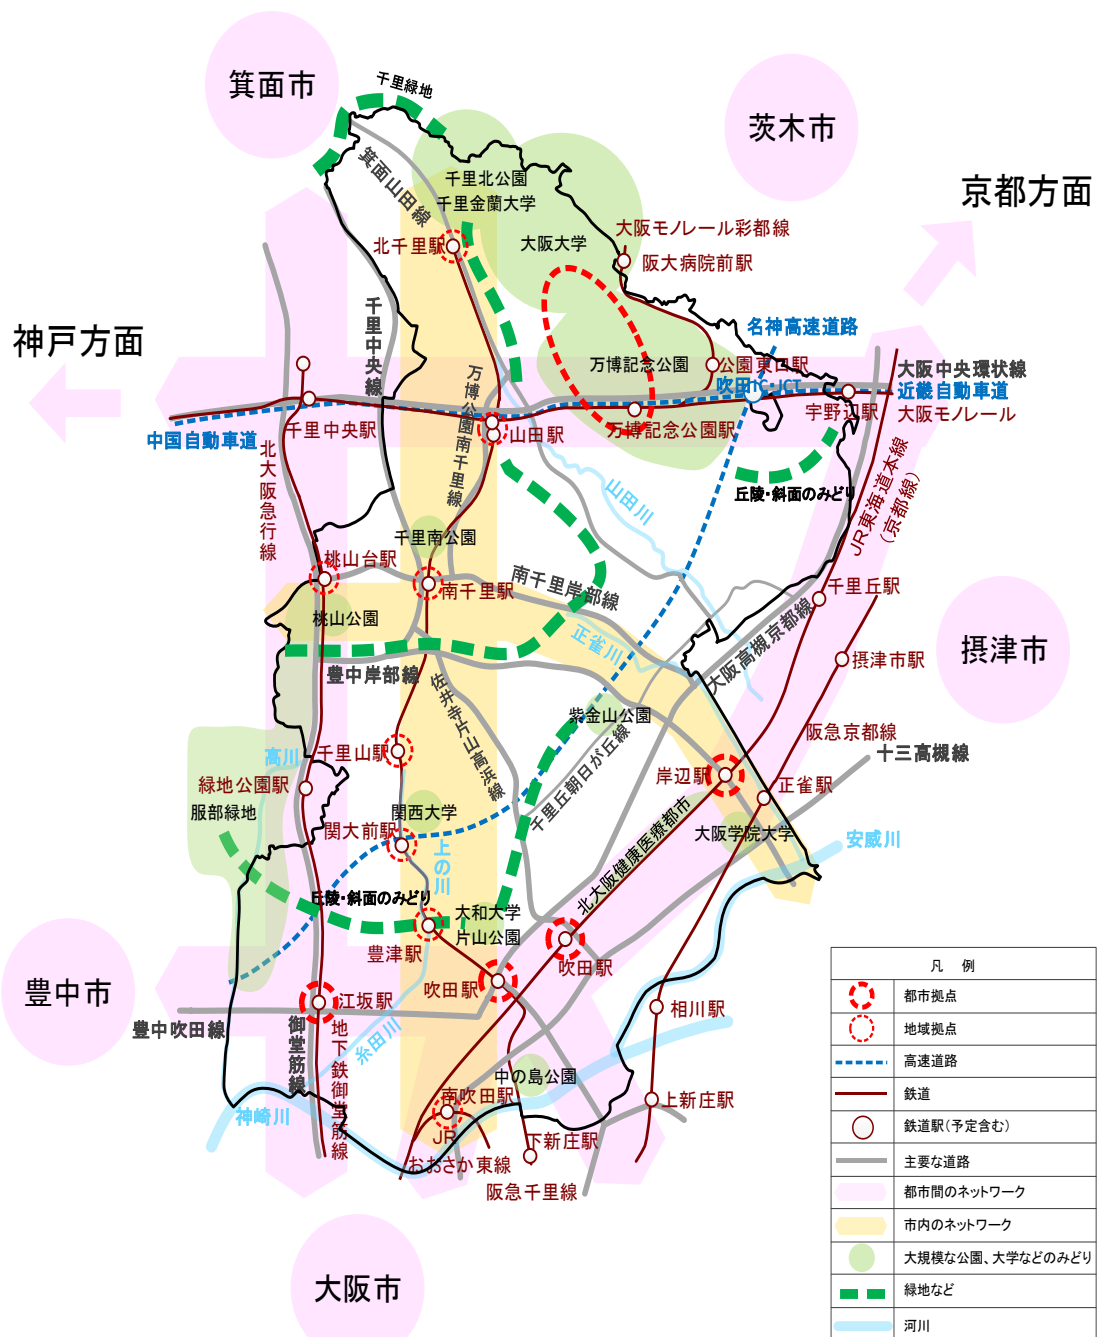 箕面市
千里緑地
茨木市
京都方面
箕面山田線
千里北公園
千里金蘭大学
大阪大学
大阪モノレール彩都線
阪大病院前駅
北千里駅
千里中央線
神戸方面
名神高速道路
万博記念公園
公園東口駅
吹田IC・JCT
大阪中央環状線
近畿自動車道
大阪モノレール
宇野辺駅
万博公園南千里線
万博記念公園駅
山田駅
千里中央駅
中国自動車道
北大阪急行線
丘陵・斜面のみどり
山田川
JR東海道本線
（京都線）
千里南公園
桃山台駅
南千里駅
南千里岸部線
千里丘駅
桃山公園
正雀川
大阪高槻京都線
摂津市駅
摂津市
豊中岸部線
佐井寺片山高浜線
紫金山公園
阪急京都線
十三高槻線
高川
千里山駅
千里丘朝日が丘線
岸辺駅
正雀駅
緑地公園駅
服部緑地
関西大学
関大前駅
上の川
北大阪健康医療都市
大阪学院大学
安威川
丘陵・斜面のみどり
大和大学
片山公園
豊津駅
吹田駅
吹田駅
豊中市
江坂駅
相川駅
豊中吹田線
御堂筋線
地下鉄御堂筋線
糸田川
中の島公園
南吹田駅
上新庄駅
神崎川
JR
おおさか東線
下新庄駅
阪急千里線
大阪市
凡 例
都市拠点
地域拠点
高速道路
鉄道
鉄道駅（予定含む）
主要な道路
都市間のネットワーク
市内のネットワーク
大規模な公園、大学などのみどり
緑地など
河川